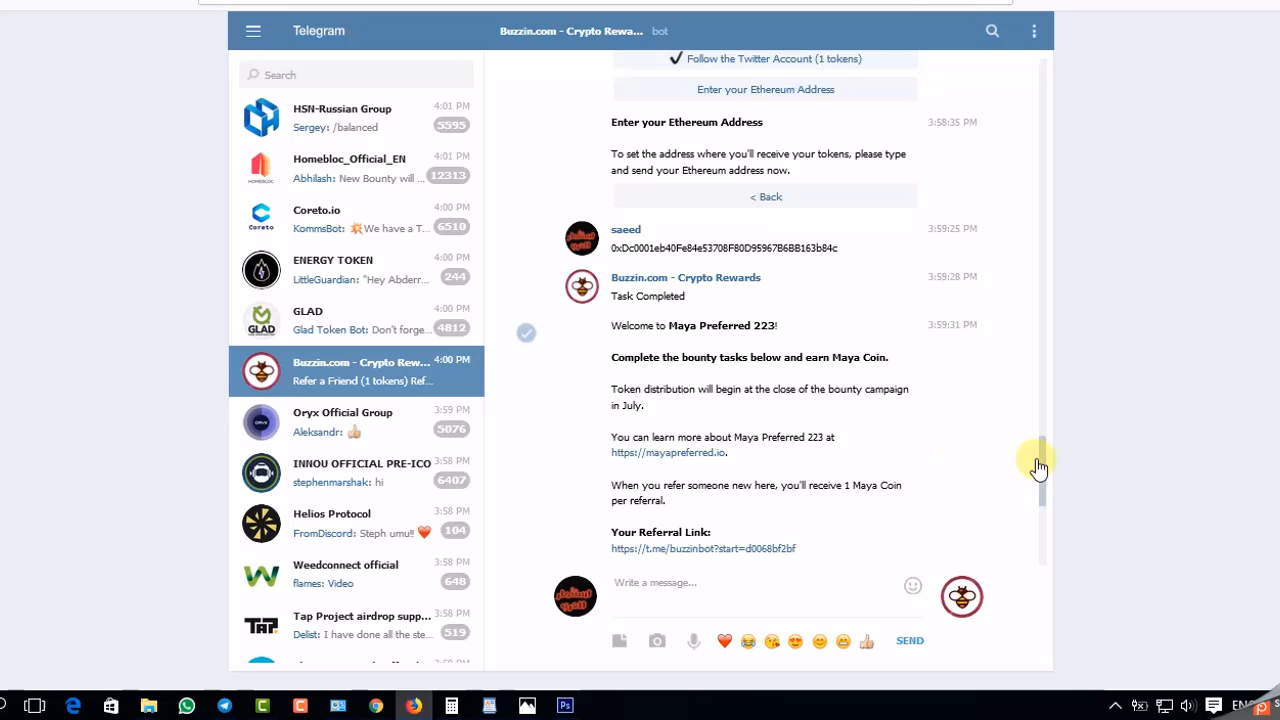 Telegram
Buzzin.com - Crypto Rewa... bot
Search
HSN-Russian Group 4:01 PM
Sergey: /balanced 5595
Homebloc_Official_EN 4:01 PM
Abhilash: New Bounty will ... 12313
Coreto.io 4:00 PM
KommsBot: 💥We have a T... 6510
ENERGY TOKEN 4:00 PM
LittleGuardian: "Hey Abderr... 244
GLAD 4:00 PM
Glad Token Bot: Don't forge... 4812
Buzzin.com - Crypto Rew... 4:00 PM
Refer a Friend (1 tokens) Ref...
Oryx Official Group 3:59 PM
Aleksandr: 👍 5076
INNOU OFFICIAL PRE-ICO 3:58 PM
stephenmarshak: hi 6407
Helios Protocol 3:58 PM
FromDiscord: Steph umu!! ❤️ 104
Weedconnect official 3:58 PM
flames: Video 648
Tap Project airdrop supp... 3:58 PM
Delist: I have done all the ste... 519
HOMEBLOC
Coreto
GLAD
ORYX
TAP
✔ Follow the Twitter Account (1 tokens)
Enter your Ethereum Address
Enter your Ethereum Address 3:58:35 PM
To set the address where you'll receive your tokens, please type
and send your Ethereum address now.
< Back
saeed 3:59:25 PM
0xDc0001eb40Fe84e53708F80D95967B6BB163b84c
Buzzin.com - Crypto Rewards 3:59:28 PM
Task Completed
Welcome to Maya Preferred 223! 3:59:31 PM
Complete the bounty tasks below and earn Maya Coin.
Token distribution will begin at the close of the bounty campaign
in July.
You can learn more about Maya Preferred 223 at
https://mayapreferred.io.
When you refer someone new here, you'll receive 1 Maya Coin
per referral.
Your Referral Link:
https://t.me/buzzinbot?start=d0068bf2bf
Write a message...
SEND